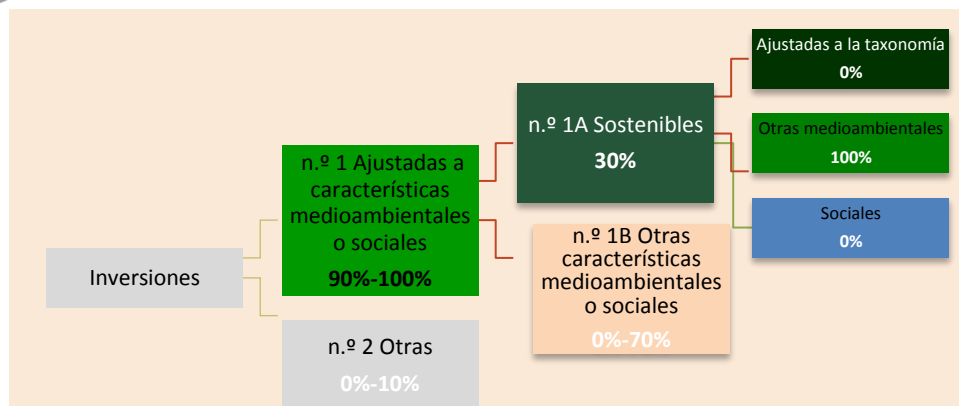 Inversiones
n.º 1 Ajustadas a
características
medioambientales
o sociales
90%-100%
n.º 2 Otras
0%-10%
n.º 1A Sostenibles
30%
n.º 1B Otras
características
medioambientales
o sociales
0%-70%
Ajustadas a la taxonomía
0%
Otras medioambientales
100%
Sociales
0%